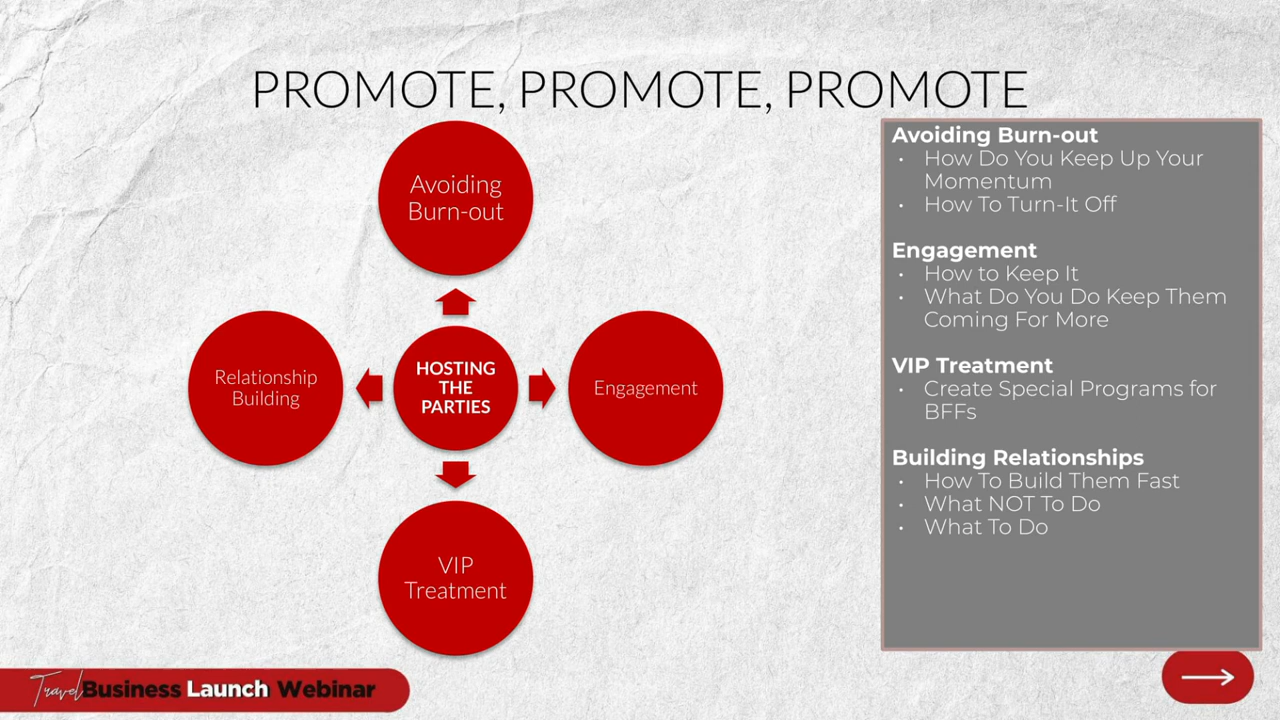 PROMOTE, PROMOTE, PROMOTE
Avoiding
Burn-out
Relationship
Building
HOSTING
THE
PARTIES
Engagement
VIP
Treatment
Avoiding Burn-out
• How Do You Keep Up Your
Momentum
• How To Turn-It Off
Engagement
• How to Keep It
• What Do You Do Keep Them
Coming For More
VIP Treatment
• Create Special Programs for
BFFs
Building Relationships
• How To Build Them Fast
• What NOT To Do
• What To Do
Travel Business Launch Webinar